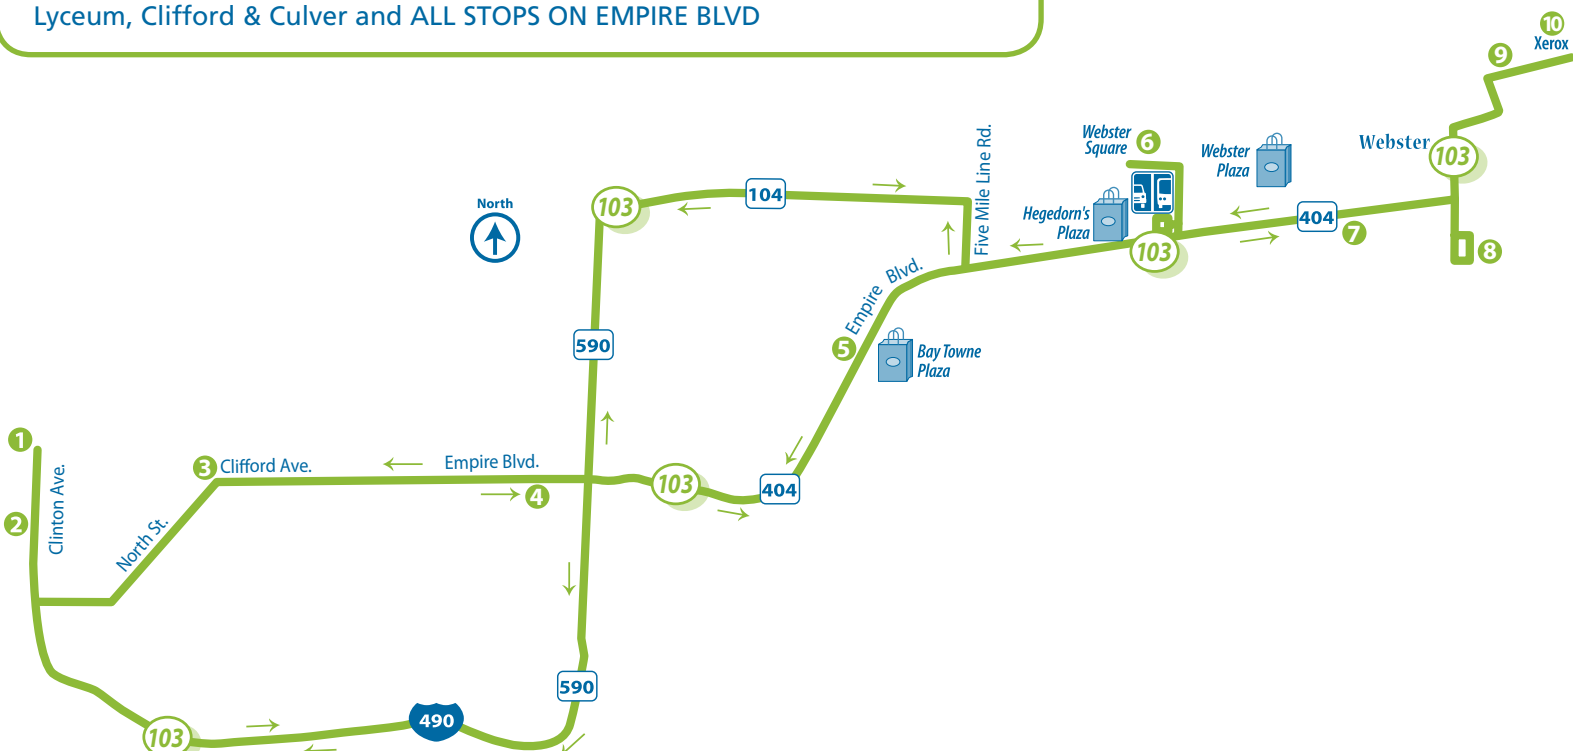 Lyceum, Clifford & Culver and ALL STOPS ON EMPIRE BLVD
10
Xerox
9
Five Mile Line Rd.
Webster
Square
6
Webster
Plaza
Webster
103
North
103
104
Hegedorn's
Plaza
404
7
103
8
Empire Blvd.
590
5
Bay Towne
Plaza
1
Clinton Ave.
3
Clifford Ave.
Empire Blvd.
4
103
404
2
North St.
590
490
103